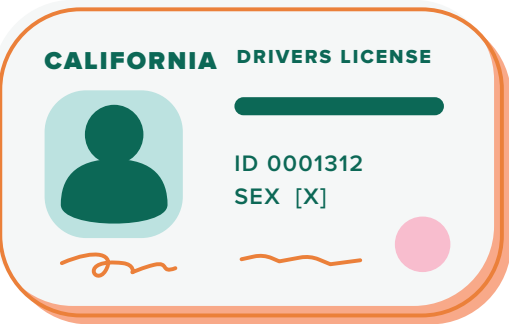 CALIFORNIA DRIVERS LICENSE
ID 0001312
SEX [X]